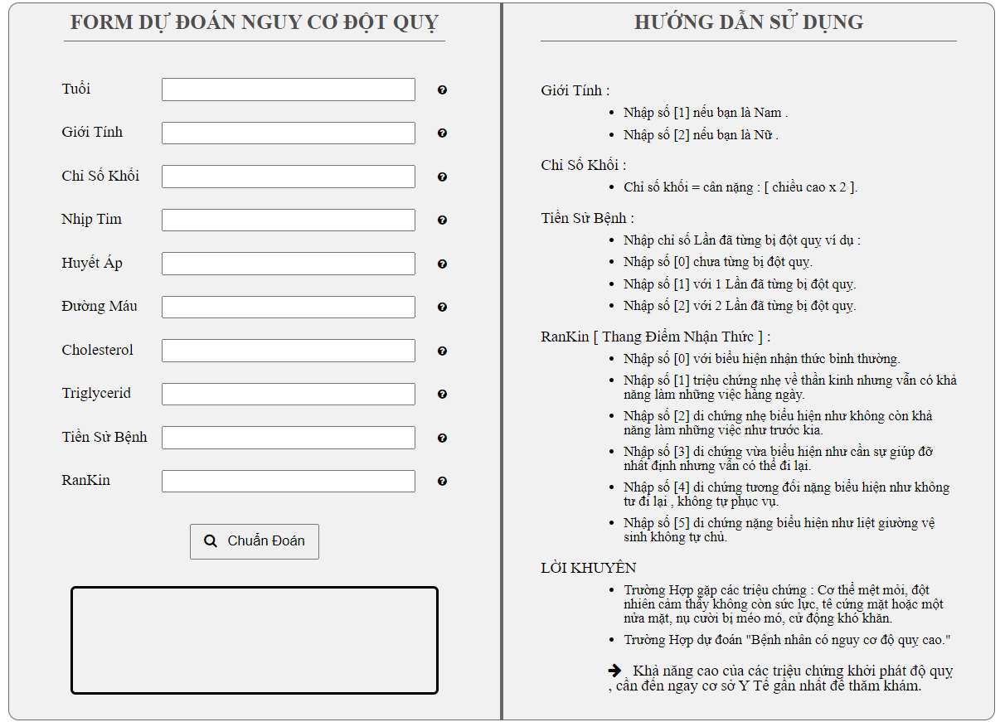 FORM DỰ ĐOÁN NGUY CƠ ĐỘT QUỴ
Tuổi
Giới Tính
Chỉ Số Khối
Nhịp Tim
Huyết Áp
Đường Máu
Cholesterol
Triglycerid
Tiền Sử Bệnh
RanKin
Chuẩn Đoán
HƯỚNG DẪN SỬ DỤNG
Giới Tính :
Nhập số [1] nếu bạn là Nam .
Nhập số [2] nếu bạn là Nữ .
Chỉ Số Khối :
Chỉ số khối = cân nặng : [ chiều cao x 2 ].
Tiền Sử Bệnh :
Nhập chỉ số Lần đã từng bị đột quỵ ví dụ :
Nhập số [0] chưa từng bị đột quỵ.
Nhập số [1] với 1 Lần đã từng bị đột quỵ.
Nhập số [2] với 2 Lần đã từng bị đột quỵ.
RanKin [ Thang Điểm Nhận Thức ] :
Nhập số [0] với biểu hiện nhận thức bình thường.
Nhập số [1] triệu chứng nhẹ về thần kinh nhưng vẫn có khả
năng làm những việc hàng ngày.
Nhập số [2] di chứng nhẹ biểu hiện như không còn khả
năng làm những việc như trước kia.
Nhập số [3] di chứng vừa biểu hiện như cần sự giúp đỡ
nhất định nhưng vẫn có thể đi lại.
Nhập số [4] di chứng tương đối nặng biểu hiện như không
tư đi lại , không tự phục vụ.
Nhập số [5] di chứng nặng biểu hiện như liệt giường vệ
sinh không tự chủ.
LỜI KHUYÊN
Trường Hợp gặp các triệu chứng : Cơ thể mệt mỏi, đột
nhiên cảm thấy không còn sức lực, tê cứng mặt hoặc một
nửa mặt, nụ cười bị méo mó, cử động khó khăn.
Trường Hợp dự đoán "Bệnh nhân có nguy cơ độ quỵ cao."
Khả năng cao của các triệu chứng khởi phát độ quỵ
, cần đến ngay cơ sở Y Tế gần nhất để thăm khám.